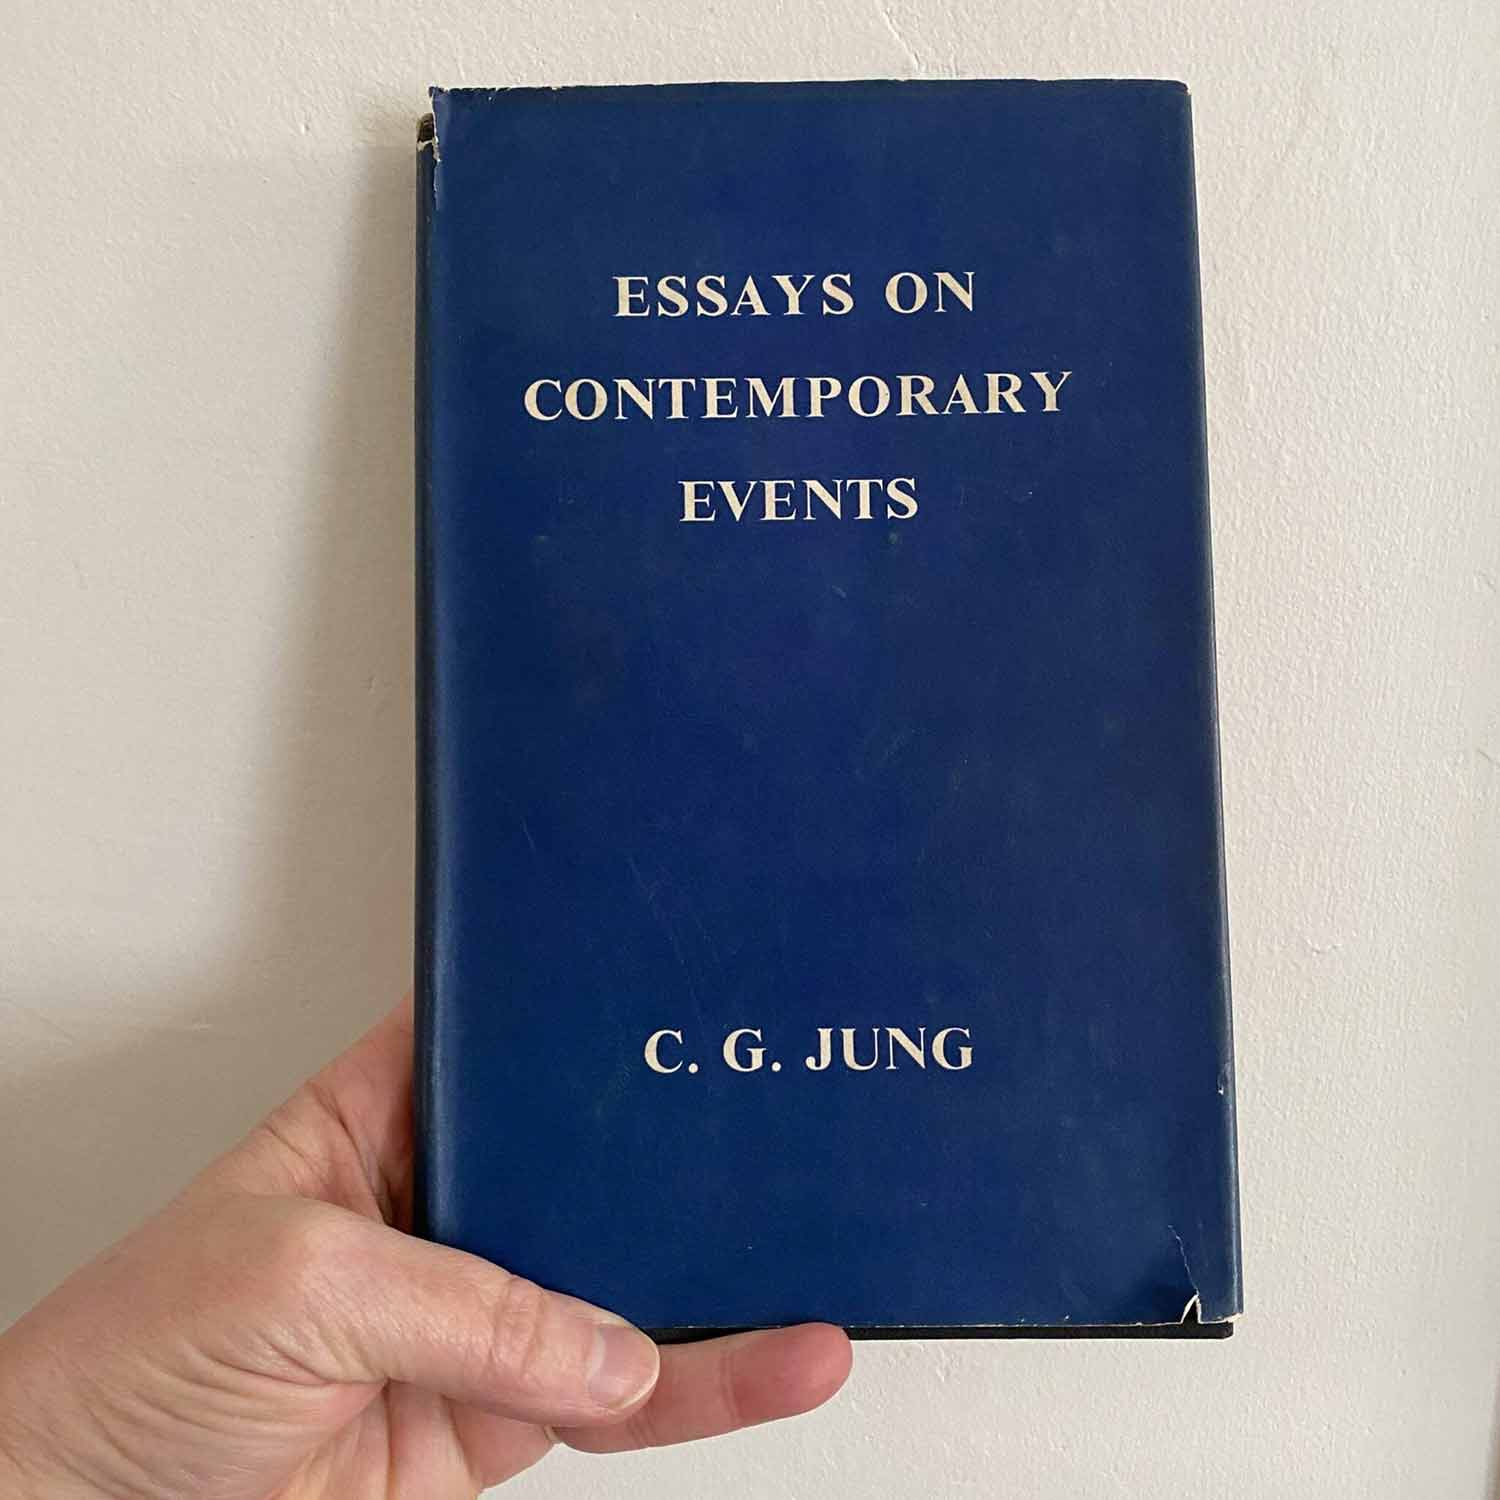 ESSAYS ON
CONTEMPORARY
EVENTS
C. G. JUNG